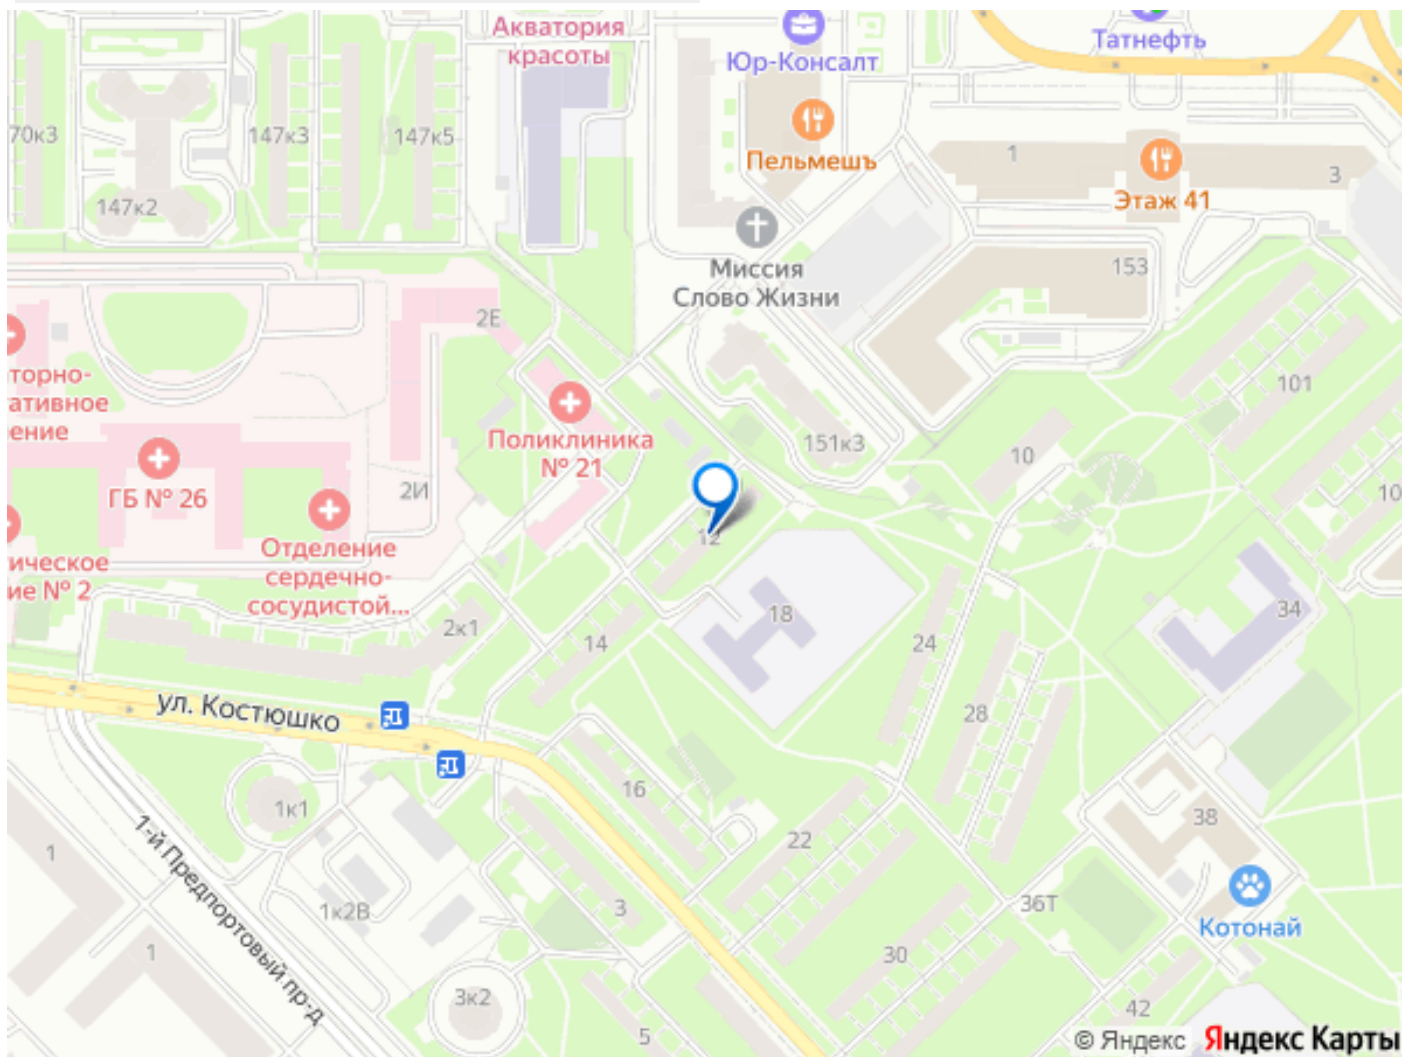 Акватория
красоты
Юр-Консалт
Татнефть
70к3
147к3
147к5
Пельмешъ
1
3
Этаж 41
147к2
Миссия
Слово Жизни
153
2Е
торно-
ативное
ение
101
Поликлиника
№ 21
151к3
10
ГБ № 26
2И
10
12
Отделение
сердечно-
сосудистой...
ическое
ие № 2
18
34
2к1
14
24
ул. Костюшко
28
16
1к1
38
22
1
1-й Предпортовый пр-д
1к2В
3
36Т
Котонай
1
30
3к2
42
5
© Яндекс Яндекс Карты